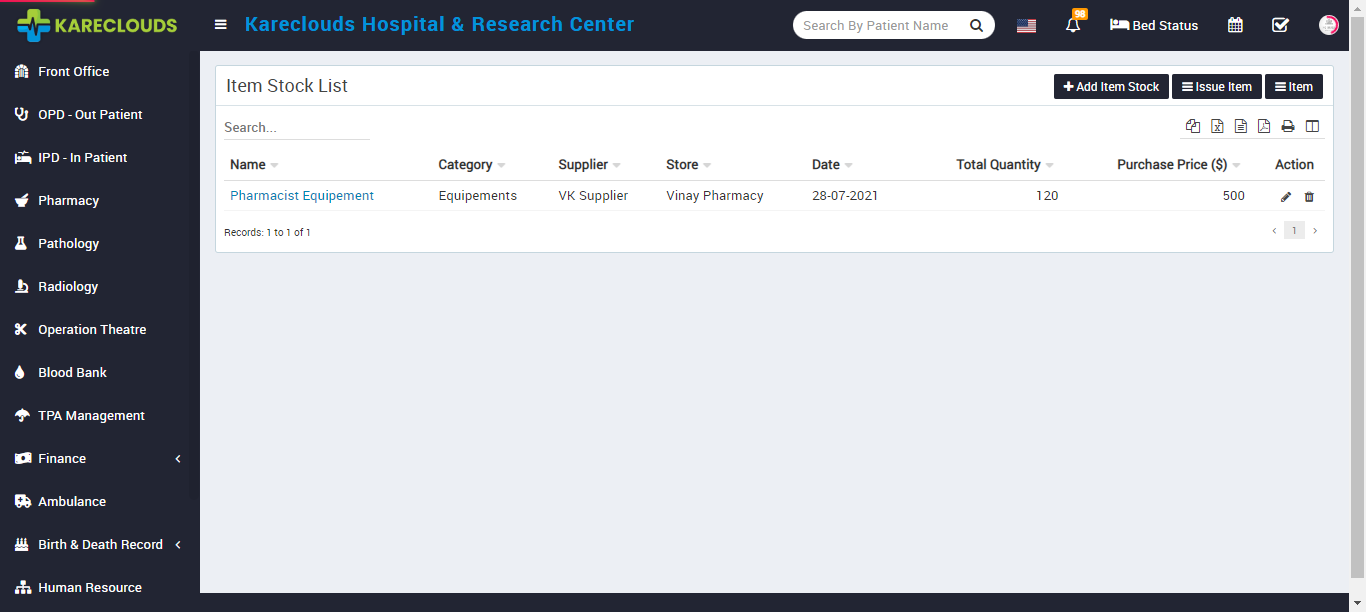 KARECLOUDS
Kareclouds Hospital & Research Center
Search By Patient Name
98
Bed Status
Front Office
OPD - Out Patient
IPD - In Patient
Pharmacy
Pathology
Radiology
Operation Theatre
Blood Bank
TPA Management
Finance
Ambulance
Birth & Death Record
Human Resource
Item Stock List
Add Item Stock
Issue Item
Item
Search...
Name Category Supplier Store Date Total Quantity Purchase Price ($) Action
Pharmacist Equipement Equipements VK Supplier Vinay Pharmacy 28-07-2021 120 500
Records: 1 to 1 of 1
1